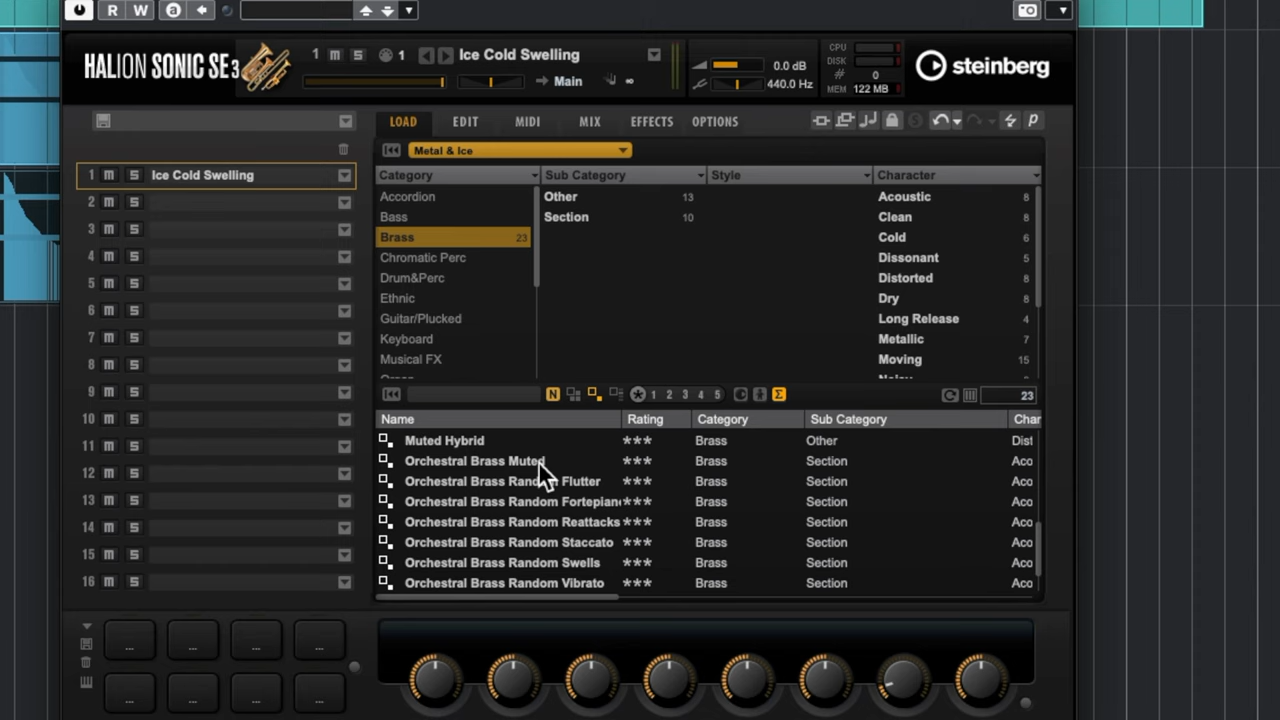 R W a
HALION SONIC SE 3
1 m S 1 Ice Cold Swelling
Main ∞
0.0 dB
440.0 Hz
CPU
DISK
# 0
MEM 122 MB
steinberg
LOAD EDIT MIDI MIX EFFECTS OPTIONS
S p
Metal & Ice
Category Sub Category Style Character
Accordion Other 13 Acoustic 8
Bass Section 10 Clean 8
Brass 23 Cold 6
Chromatic Perc Dissonant 5
Drum&Perc Distorted 8
Ethnic Dry 8
Guitar/Plucked Long Release 4
Keyboard Metallic 7
Musical FX Moving 15
N 1 2 3 4 5 Σ 23
Name Rating Category Sub Category Char
Muted Hybrid *** Brass Other Dist
Orchestral Brass Muted *** Brass Section Aco
Orchestral Brass Random Flutter *** Brass Section Aco
Orchestral Brass Random Fortepian *** Brass Section Aco
Orchestral Brass Random Reattacks *** Brass Section Aco
Orchestral Brass Random Staccato *** Brass Section Aco
Orchestral Brass Random Swells *** Brass Section Aco
Orchestral Brass Random Vibrato *** Brass Section Aco
1 m S Ice Cold Swelling
2 m S
3 m S
4 m S
5 m S
6 m S
7 m S
8 m S
9 m S
10 m S
11 m S
12 m S
13 m S
14 m S
15 m S
16 m S
... ... ... ...
... ... ... ...